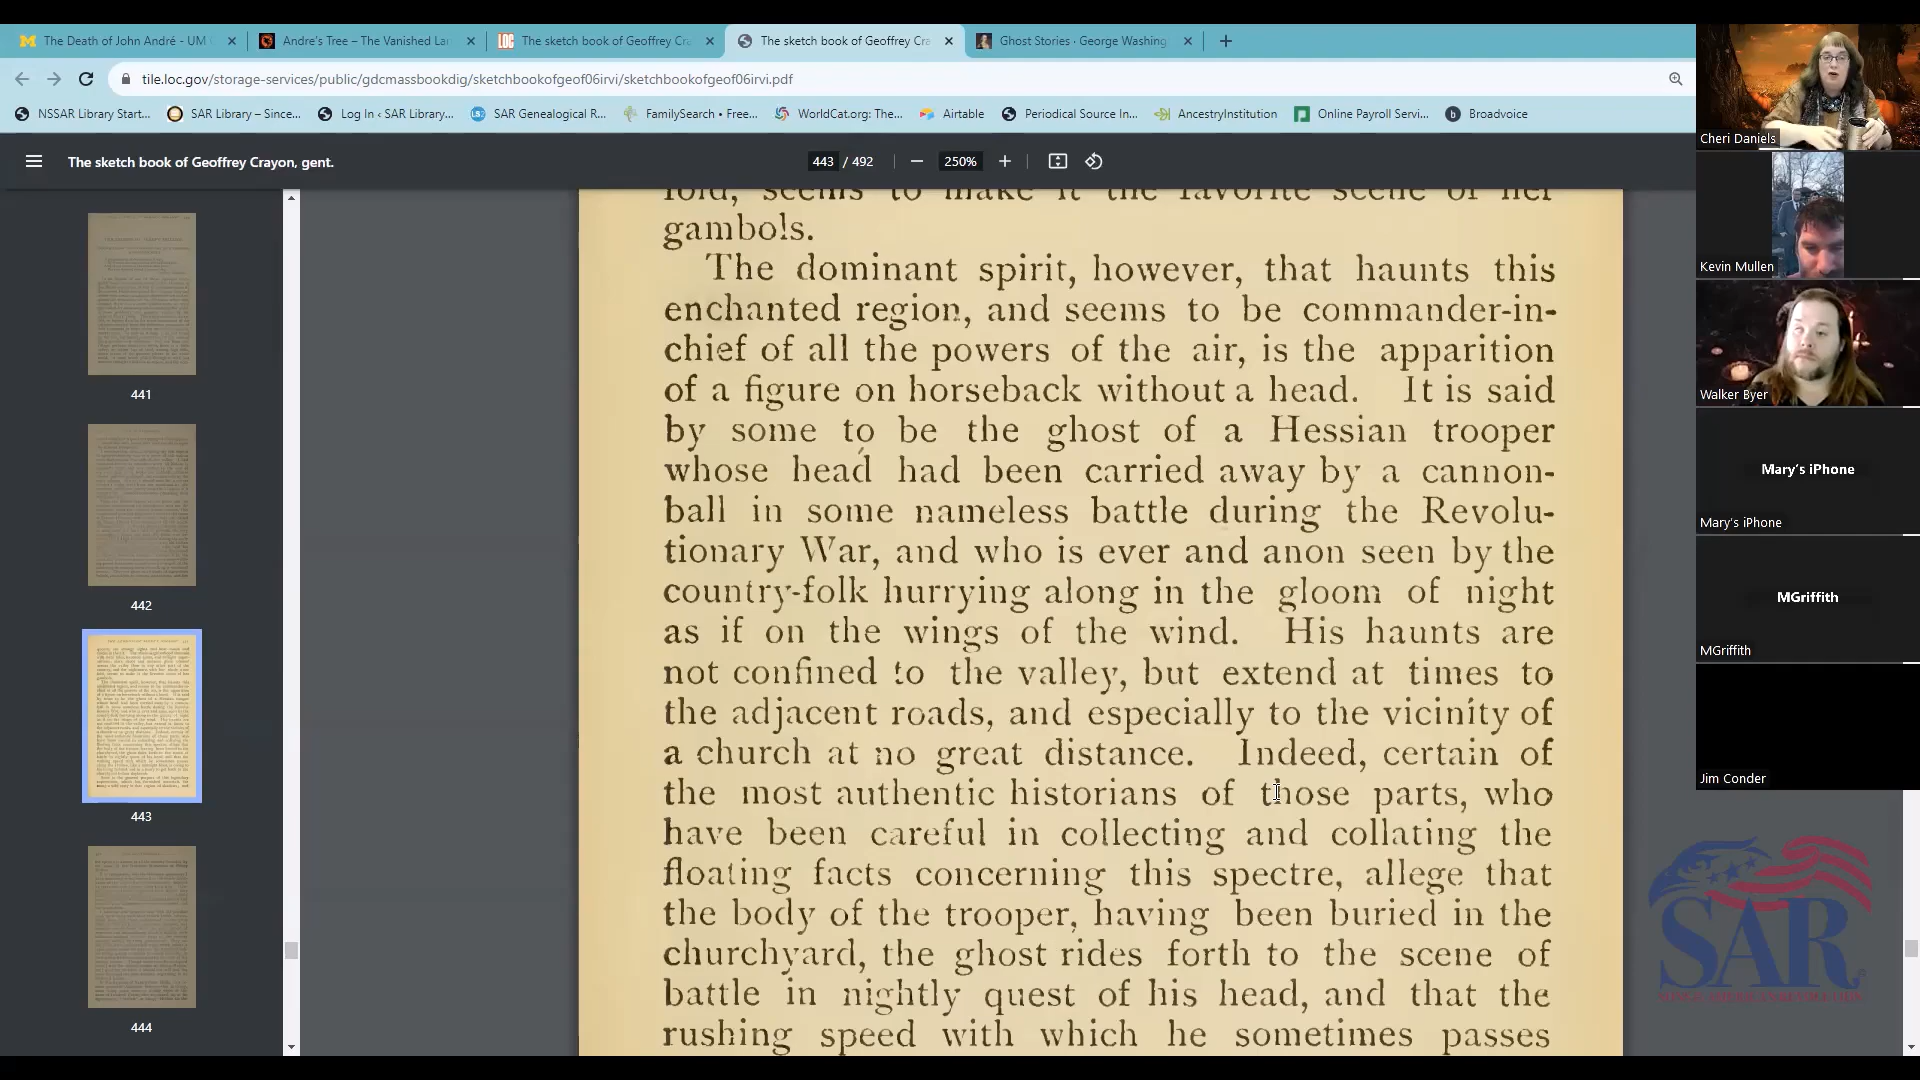 The Death of John André - UM
Andre's Tree – The Vanished La
The sketch book of Geoffrey Cra
The sketch book of Geoffrey Cra
Ghost Stories · George Washing
tile.loc.gov/storage-services/public/gdcmassbookdig/sketchbookofgeof06irvi/sketchbookofgeof06irvi.pdf
NSSAR Library Start...
SAR Library – Since...
Log In ‹ SAR Library...
SAR Genealogical R...
FamilySearch • Free...
WorldCat.org: The...
Airtable
Periodical Source In...
AncestryInstitution
Online Payroll Servi...
Broadvoice
The sketch book of Geoffrey Crayon, gent.
443 / 492
250%
441
442
443
444
fold, seems to make it the favorite scene of her
gambols.
The dominant spirit, however, that haunts this
enchanted region, and seems to be commander-in-
chief of all the powers of the air, is the apparition
of a figure on horseback without a head. It is said
by some to be the ghost of a Hessian trooper
whose head had been carried away by a cannon-
ball in some nameless battle during the Revolu-
tionary War, and who is ever and anon seen by the
country-folk hurrying along in the gloom of night
as if on the wings of the wind. His haunts are
not confined to the valley, but extend at times to
the adjacent roads, and especially to the vicinity of
a church at no great distance. Indeed, certain of
the most authentic historians of those parts, who
have been careful in collecting and collating the
floating facts concerning this spectre, allege that
the body of the trooper, having been buried in the
churchyard, the ghost rides forth to the scene of
battle in nightly quest of his head, and that the
rushing speed with which he sometimes passes
Cheri Daniels
Kevin Mullen
Walker Byer
Mary's iPhone
Mary's iPhone
MGriffith
MGriffith
Jim Conder
SAR